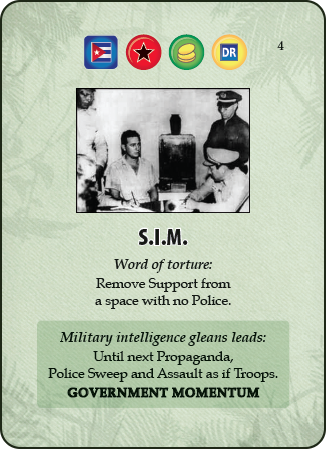 DR
4
S.I.M.
Word of torture:
Remove Support from
a space with no Police.
Military intelligence gleans leads:
Until next Propaganda,
Police Sweep and Assault as if Troops.
GOVERNMENT MOMENTUM